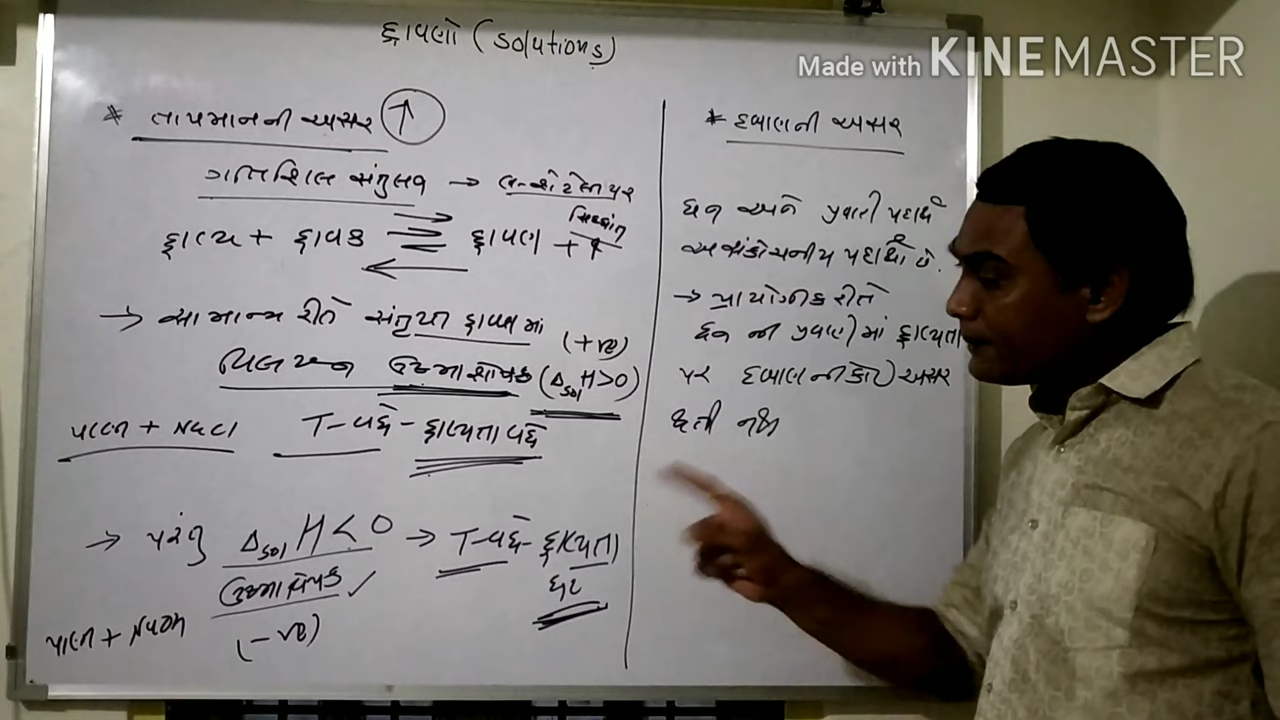 દ્રાવણો (Solutions)
Made with KINEMASTER
* તાપમાનની અસર ↑
ગતિશિલ સંતુલન → લ-શેટેલિયર
સિધ્ધાંત
દ્રાવ્ય + દ્રાવક ⇌ દ્રાવણ +
→ સામાન્ય રીતે સંતૃપ્ત દ્રાવણમાં
(+ve)
વિલયન ઉષ્માશોષક (ΔsolH>0)
T-વધે - દ્રાવ્યતા વધે
પાણી +
→ પરંતુ ΔsolH<0 → T-વધે- દ્રાવ્યતા
ઉષ્માક્ષેપક ✓ ઘટે
પાણી +
(-ve)
* દબાણની અસર
ઘન અને પ્રવાહી પદાર્થ
અસંકોચનીય પદાર્થો છે.
→ પ્રાયોગીક રીતે
ઘન ની પ્રવાહીમાં દ્રાવ્યતા
પર દબાણની કોઈ અસર
થતી નથી